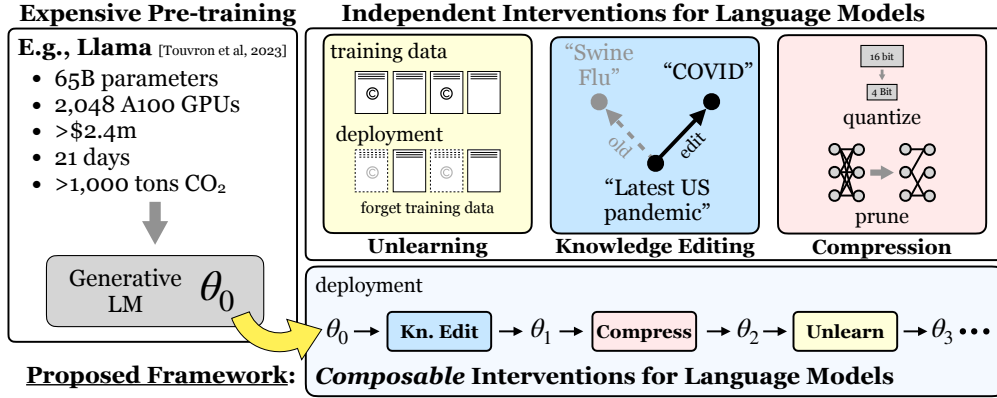 Expensive Pre-training
E.g., Llama [Touvron et al, 2023]
• 65B parameters
• 2,048 A100 GPUs
• >$2.4m
• 21 days
• >1,000 tons CO₂
Generative
LM
θ₀
Independent Interventions for Language Models
training data
© ©
deployment
© ©
forget training data
Unlearning
“Swine
Flu”
“COVID”
old
edit
“Latest US
pandemic”
Knowledge Editing
16 bit
4 Bit
quantize
prune
Compression
deployment
θ₀ Kn. Edit θ₁ Compress θ₂ Unlearn θ₃ •••
Proposed Framework: Composable Interventions for Language Models